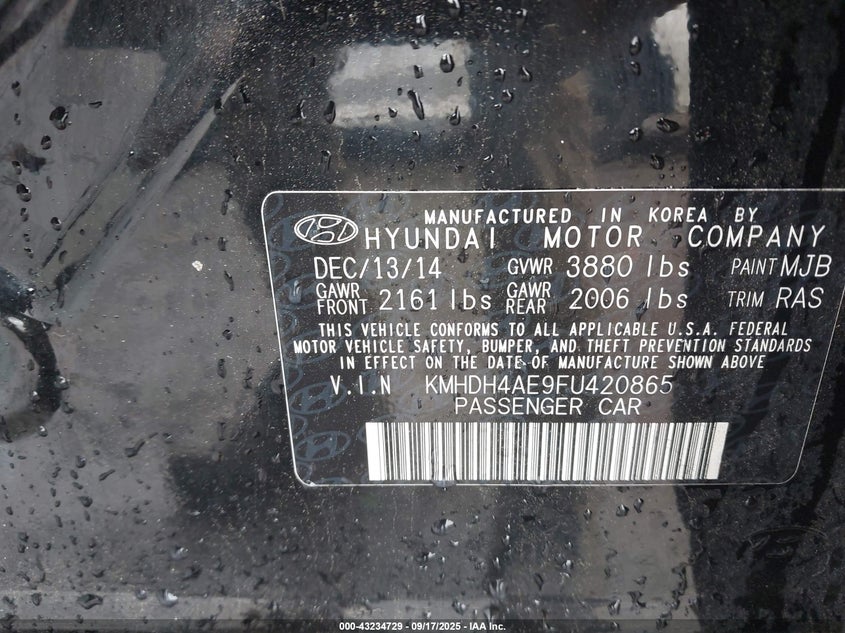 MANUFACTURED IN KOREA BY
HYUNDAI MOTOR COMPANY
DEC/13/14 GVWR 3880 lbs PAINT MJB
GAWR FRONT 2161 lbs GAWR REAR 2006 lbs TRIM RAS
THIS VEHICLE CONFORMS TO ALL APPLICABLE U.S.A. FEDERAL
MOTOR VEHICLE SAFETY, BUMPER, AND THEFT PREVENTION STANDARDS
IN EFFECT ON THE DATE OF MANUFACTURE SHOWN ABOVE
V.I.N KMHDH4AE9FU420865
PASSENGER CAR
000-43234729 - 09/17/2025 - IAA Inc.